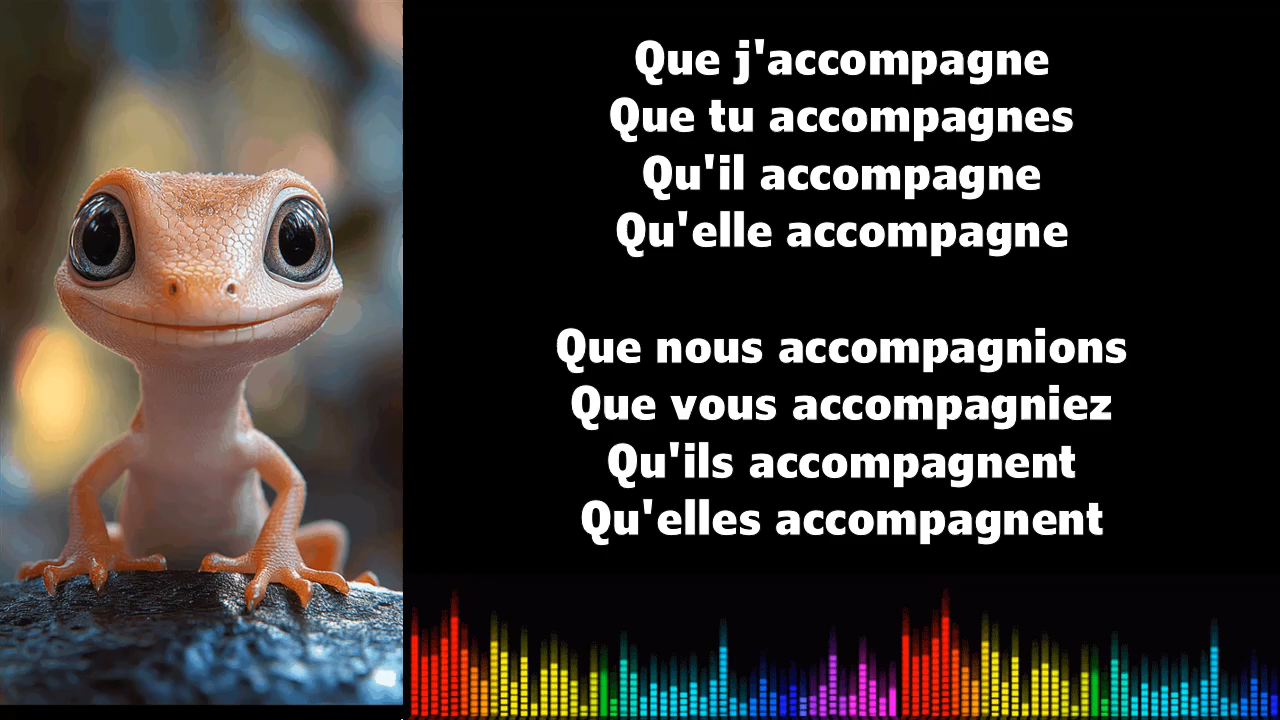 Que j'accompagne
Que tu accompagnes
Qu'il accompagne
Qu'elle accompagne
Que nous accompagnions
Que vous accompagniez
Qu'ils accompagnent
Qu'elles accompagnent